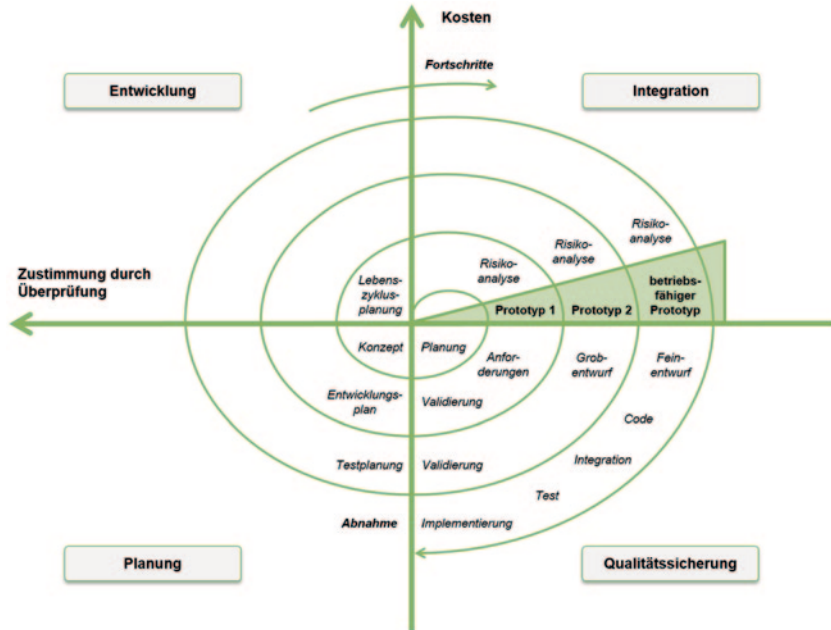 Kosten
Fortschritte
Entwicklung
Integration
Risiko-
analyse
Risiko-
analyse
Risiko-
analyse
Zustimmung durch
Überprüfung
Lebens-
zyklus-
planung
betriebs-
fähiger
Prototyp
Prototyp 1
Prototyp 2
Konzept
Planung
Anfor-
derungen
Grob-
entwurf
Fein-
entwurf
Entwicklungs-
plan
Validierung
Code
Testplanung
Validierung
Integration
Test
Abnahme
Implementierung
Planung
Qualitätssicherung